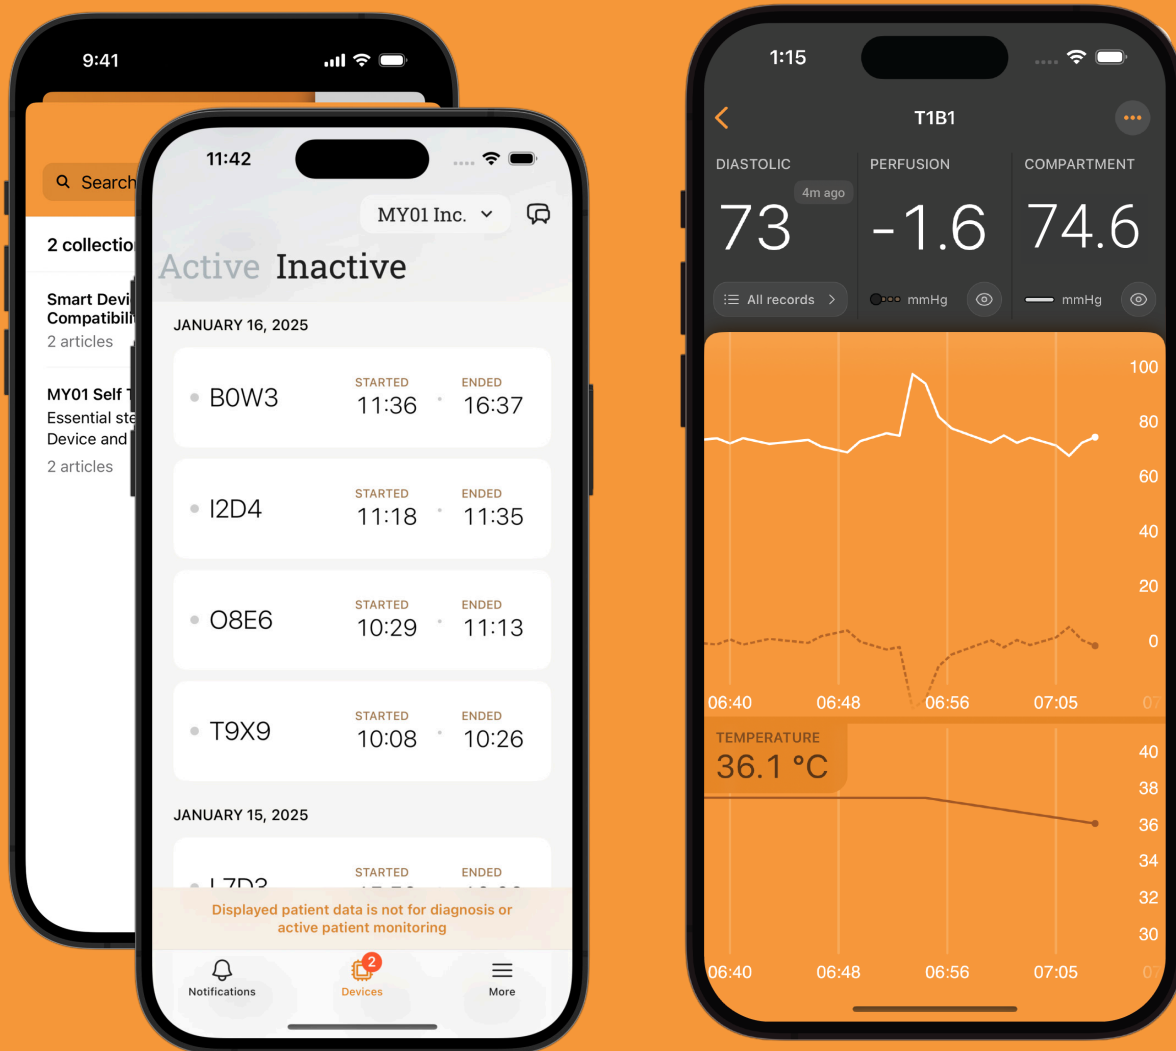 9:41
Search
2 collectio
Smart Devi
Compatibili
2 articles
MY01 Self T
Essential ste
Device and
2 articles
11:42
MY01 Inc.
Active Inactive
JANUARY 16, 2025
STARTED ENDED
B0W3 11:36 16:37
STARTED ENDED
I2D4 11:18 11:35
STARTED ENDED
O8E6 10:29 11:13
STARTED ENDED
T9X9 10:08 10:26
JANUARY 15, 2025
STARTED ENDED
Displayed patient data is not for diagnosis or
active patient monitoring
2
Notifications Devices More
1:15
T1B1
DIASTOLIC PERFUSION COMPARTMENT
4m ago
73 -1.6 74.6
All records mmHg mmHg
100
80
60
40
20
0
06:40 06:48 06:56 07:05 07
TEMPERATURE
36.1 °C
40
38
36
34
32
30
06:40 06:48 06:56 07:05 07